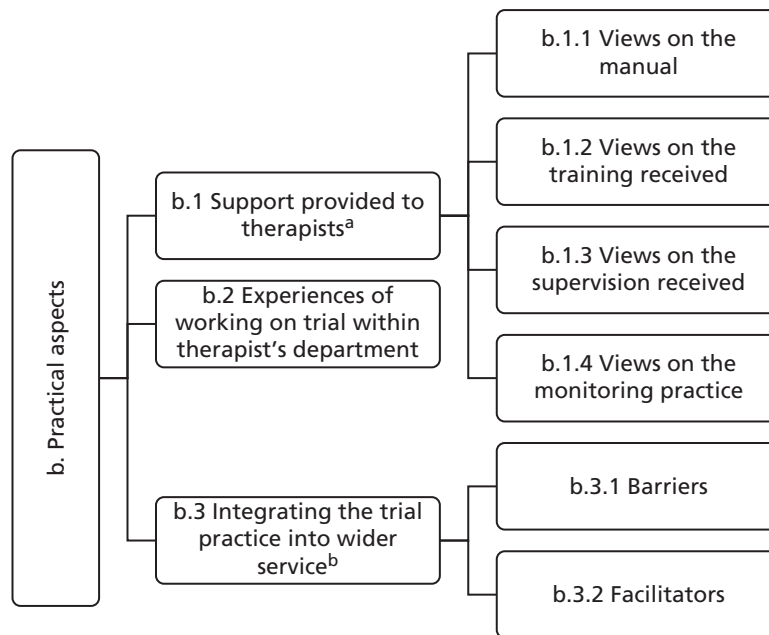 b. Practical aspects
b.1 Support provided to
therapistsa
b.1.1 Views on the
manual
b.1.2 Views on the
training received
b.1.3 Views on the
supervision received
b.1.4 Views on the
monitoring practice
b.2 Experiences of
working on trial within
therapist’s department
b.3 Integrating the trial
practice into wider
serviceb
b.3.1 Barriers
b.3.2 Facilitators